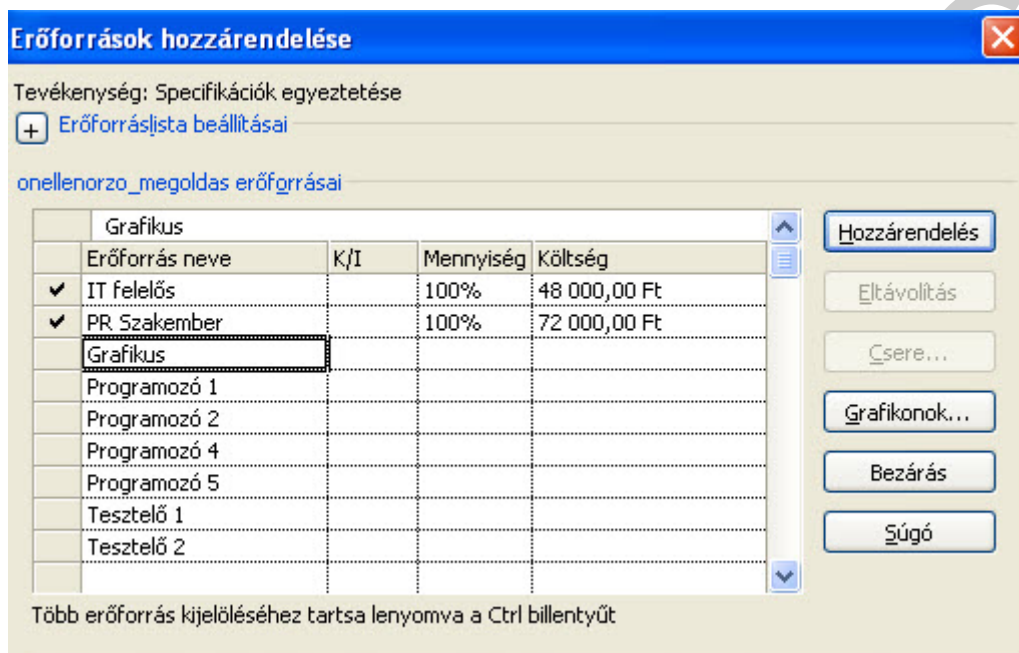 Erőforrások hozzárendelése
Tevékenység: Specifikációk egyeztetése
+ Erőforráslista beállításai
onellenorzo_megoldas erőforrásai
Grafikus
Hozzárendelés
Erőforrás neve K/I Mennyiség Költség
IT felelős 100% 48 000,00 Ft
Eltávolítás
PR Szakember 100% 72 000,00 Ft
Grafikus
Csere...
Programozó 1
Programozó 2
Grafikonok...
Programozó 4
Programozó 5
Bezárás
Tesztelő 1
Tesztelő 2
Súgó
Több erőforrás kijelöléséhez tartsa lenyomva a Ctrl billentyűt